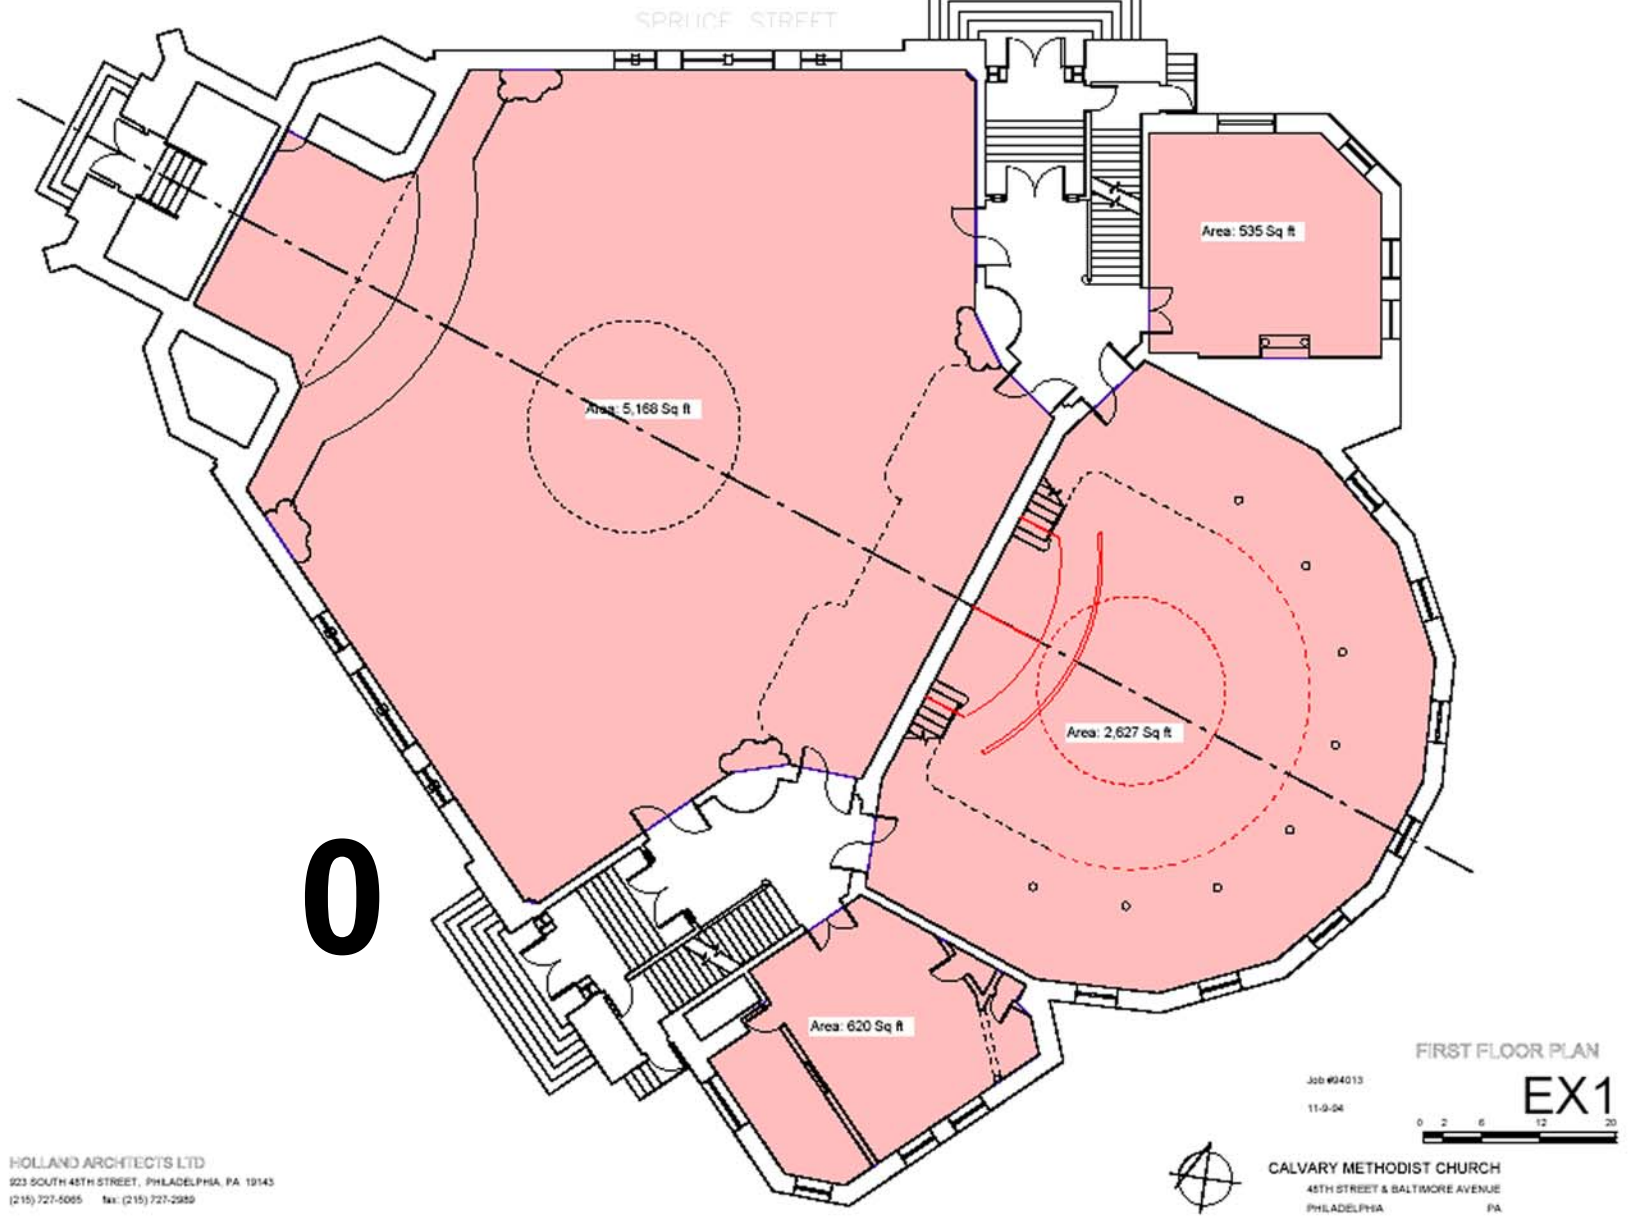 SPRUCE STREET
Area: 535 Sq ft
Area: 5,168 Sq ft
Area: 2,627 Sq ft
0
Area: 620 Sq ft
FIRST FLOOR PLAN
Job #94013
EX1
11-9-94
0 2 6 12 20
HOLLAND ARCHITECTS LTD
923 SOUTH 48TH STREET, PHILADELPHIA, PA 19143
(215) 727-5065 fax: (215) 727-2989
CALVARY METHODIST CHURCH
48TH STREET & BALTIMORE AVENUE
PHILADELPHIA PA